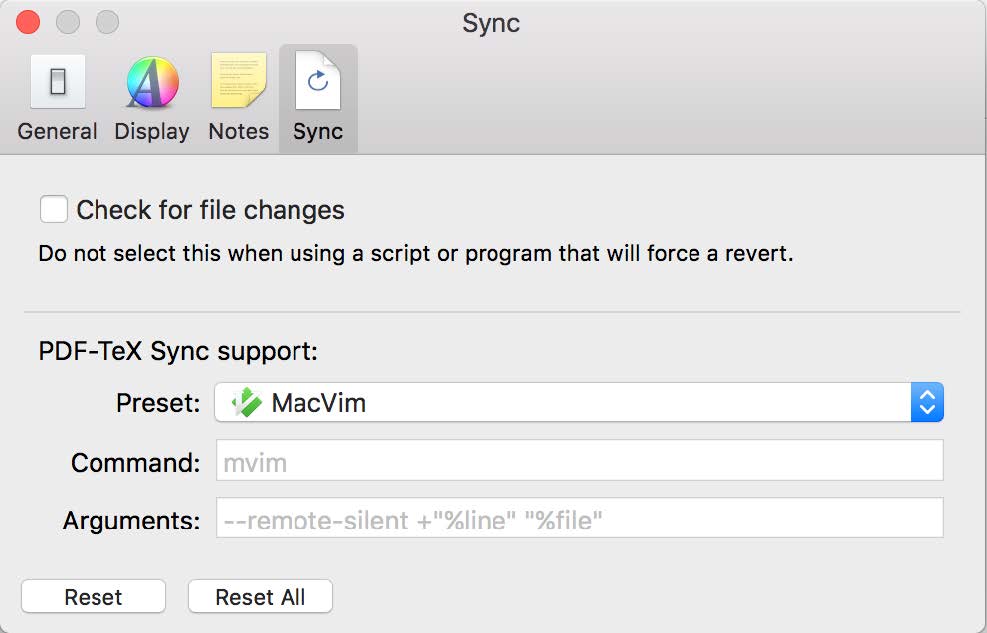 Sync
General Display Notes Sync
Check for file changes
Do not select this when using a script or program that will force a revert.
PDF-TeX Sync support:
Preset: MacVim
Command: mvim
Arguments: --remote-silent +"%line" "%file"
Reset Reset All